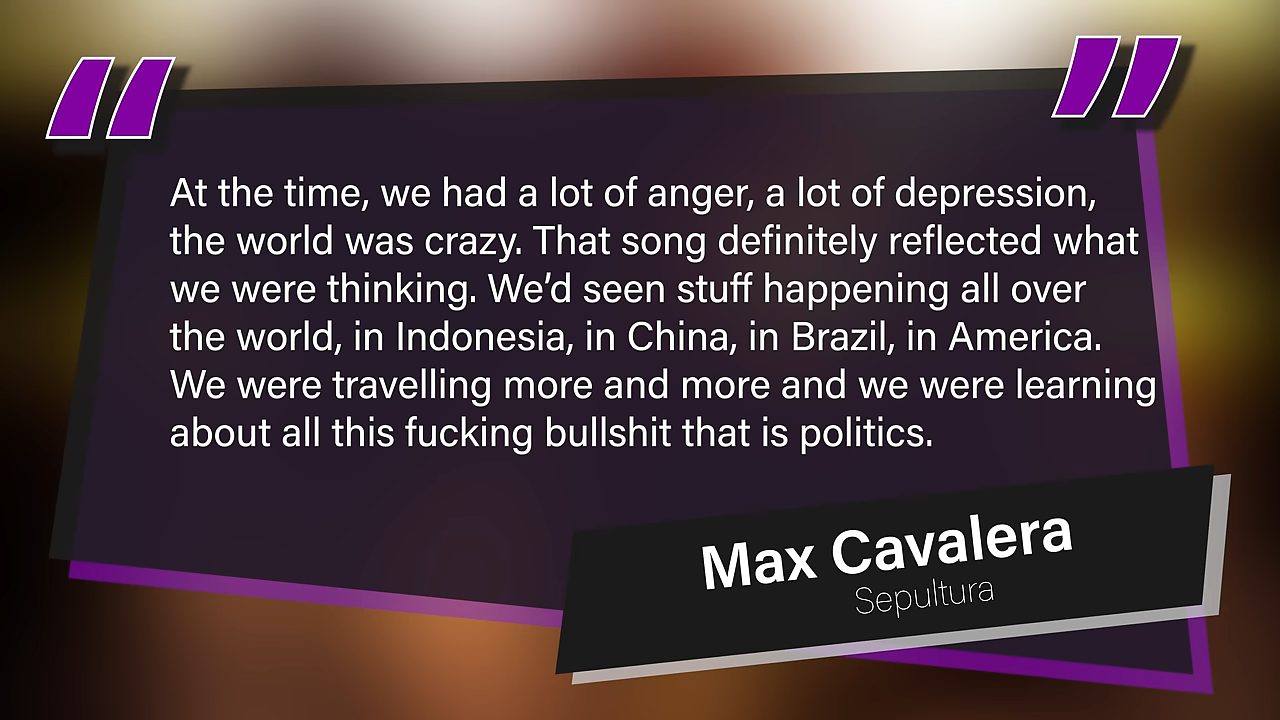 “ ”
At the time, we had a lot of anger, a lot of depression,
the world was crazy. That song definitely reflected what
we were thinking. We’d seen stuff happening all over
the world, in Indonesia, in China, in Brazil, in America.
We were travelling more and more and we were learning
about all this fucking bullshit that is politics.
Max Cavalera
Sepultura